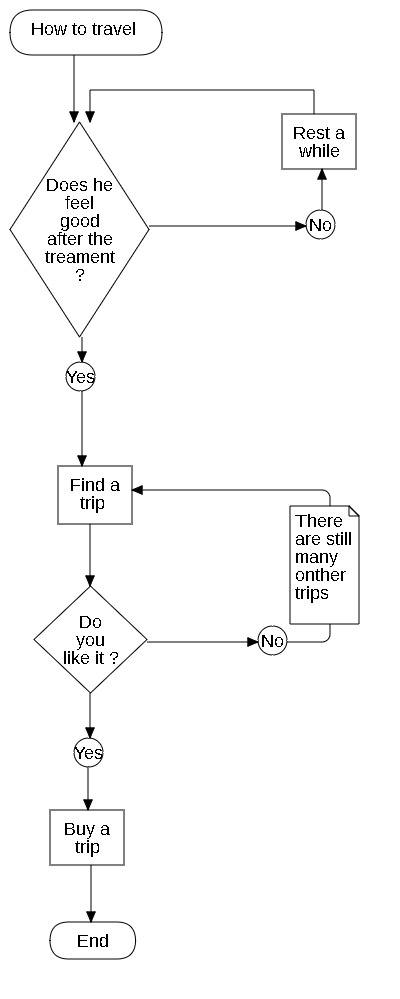 How to travel
Rest a
while
Does he
feel
good
after the
treament
?
No
Yes
Find a
trip
There
are still
many
onther
trips
Do
you
like it ?
No
Yes
Buy a
trip
End